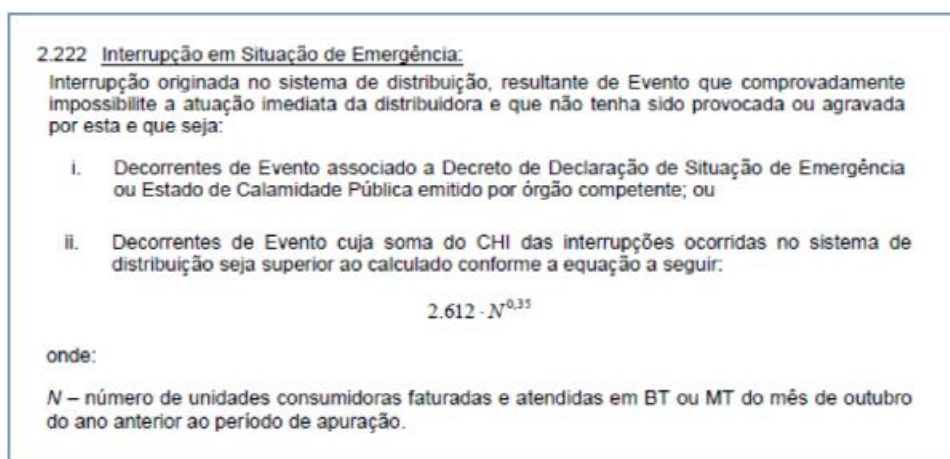 2.222 Interrupção em Situação de Emergência:
Interrupção originada no sistema de distribuição, resultante de Evento que comprovadamente
impossibilite a atuação imediata da distribuidora e que não tenha sido provocada ou agravada
por esta e que seja:
i. Decorrentes de Evento associado a Decreto de Declaração de Situação de Emergência
ou Estado de Calamidade Pública emitido por órgão competente; ou
ii. Decorrentes de Evento cuja soma do CHI das interrupções ocorridas no sistema de
distribuição seja superior ao calculado conforme a equação a seguir:
2.612 · N^0,35
onde:
N – número de unidades consumidoras faturadas e atendidas em BT ou MT do mês de outubro
do ano anterior ao período de apuração.